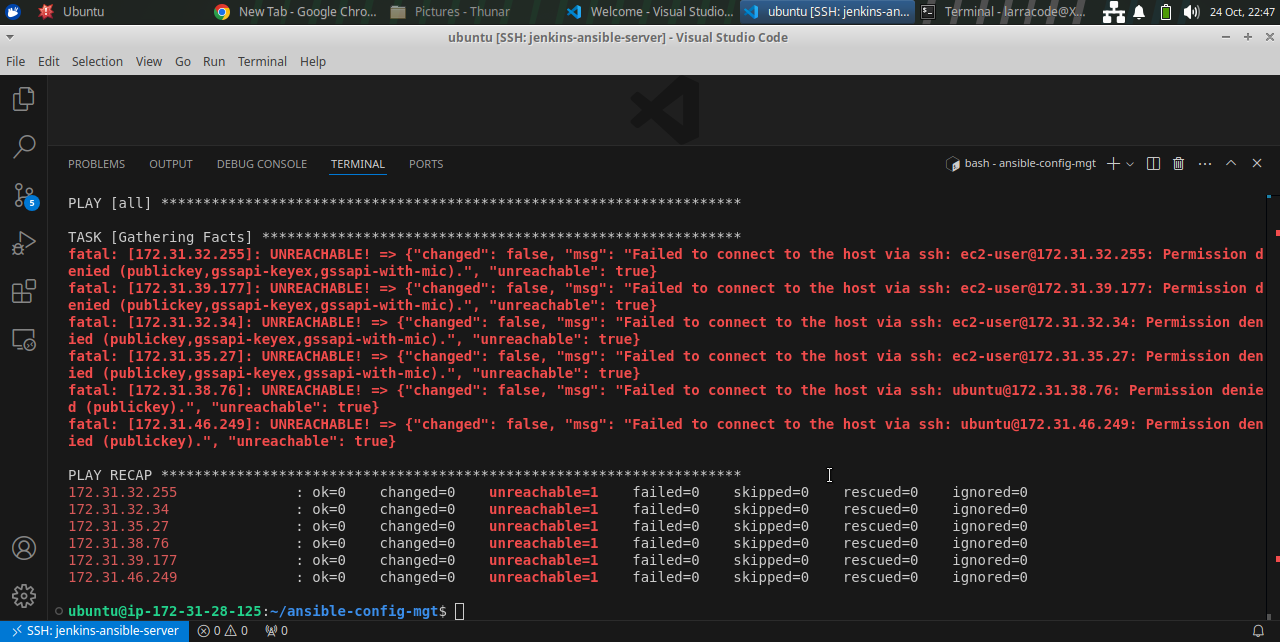 Ubuntu
New Tab - Google Chro...
Pictures - Thunar
Welcome - Visual Studio...
ubuntu [SSH: jenkins-an...
Terminal - larracode@X...
24 Oct, 22:47
ubuntu [SSH: jenkins-ansible-server] - Visual Studio Code
File Edit Selection View Go Run Terminal Help
PROBLEMS OUTPUT DEBUG CONSOLE TERMINAL PORTS
bash - ansible-config-mgt
5
PLAY [all] *********************************************************************
TASK [Gathering Facts] *********************************************************
fatal: [172.31.32.255]: UNREACHABLE! => {"changed": false, "msg": "Failed to connect to the host via ssh: ec2-user@172.31.32.255: Permission d
enied (publickey,gssapi-keyex,gssapi-with-mic).", "unreachable": true}
fatal: [172.31.39.177]: UNREACHABLE! => {"changed": false, "msg": "Failed to connect to the host via ssh: ec2-user@172.31.39.177: Permission d
enied (publickey,gssapi-keyex,gssapi-with-mic).", "unreachable": true}
fatal: [172.31.32.34]: UNREACHABLE! => {"changed": false, "msg": "Failed to connect to the host via ssh: ec2-user@172.31.32.34: Permission den
ied (publickey,gssapi-keyex,gssapi-with-mic).", "unreachable": true}
fatal: [172.31.35.27]: UNREACHABLE! => {"changed": false, "msg": "Failed to connect to the host via ssh: ec2-user@172.31.35.27: Permission den
ied (publickey,gssapi-keyex,gssapi-with-mic).", "unreachable": true}
fatal: [172.31.38.76]: UNREACHABLE! => {"changed": false, "msg": "Failed to connect to the host via ssh: ubuntu@172.31.38.76: Permission denie
d (publickey).", "unreachable": true}
fatal: [172.31.46.249]: UNREACHABLE! => {"changed": false, "msg": "Failed to connect to the host via ssh: ubuntu@172.31.46.249: Permission den
ied (publickey).", "unreachable": true}
PLAY RECAP *********************************************************************
172.31.32.255 : ok=0 changed=0 unreachable=1 failed=0 skipped=0 rescued=0 ignored=0
172.31.32.34 : ok=0 changed=0 unreachable=1 failed=0 skipped=0 rescued=0 ignored=0
172.31.35.27 : ok=0 changed=0 unreachable=1 failed=0 skipped=0 rescued=0 ignored=0
172.31.38.76 : ok=0 changed=0 unreachable=1 failed=0 skipped=0 rescued=0 ignored=0
172.31.39.177 : ok=0 changed=0 unreachable=1 failed=0 skipped=0 rescued=0 ignored=0
172.31.46.249 : ok=0 changed=0 unreachable=1 failed=0 skipped=0 rescued=0 ignored=0
ubuntu@ip-172-31-28-125:~/ansible-config-mgt$
SSH: jenkins-ansible-server 0 0 0